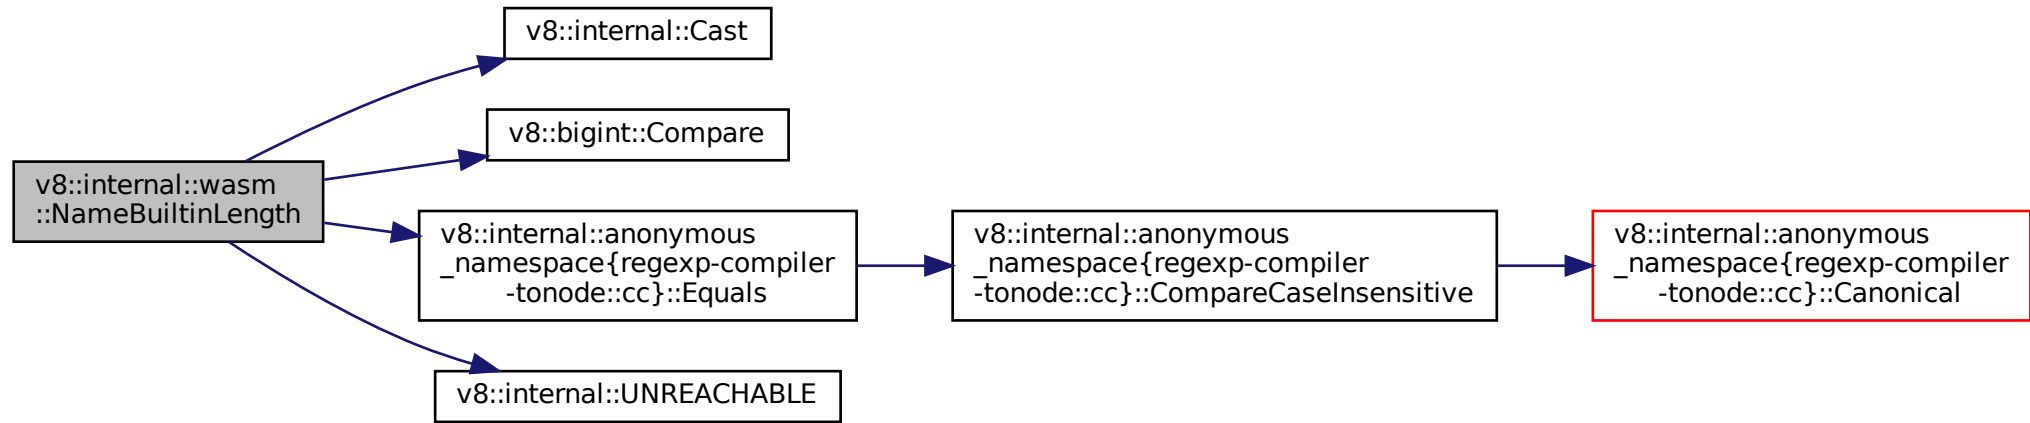 v8::internal::Cast
v8::bigint::Compare
v8::internal::wasm
::NameBuiltinLength
v8::internal::anonymous
_namespace{regexp-compiler
-tonode::cc}::Equals
v8::internal::anonymous
_namespace{regexp-compiler
-tonode::cc}::CompareCaseInsensitive
v8::internal::anonymous
_namespace{regexp-compiler
-tonode::cc}::Canonical
v8::internal::UNREACHABLE